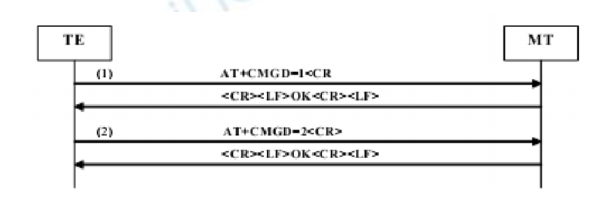 TE
MT
(1) AT+CMGD=1<CR
<CR><LF>OK<CR><LF>
(2) AT+CMGD=2<CR>
<CR><LF>OK<CR><LF>